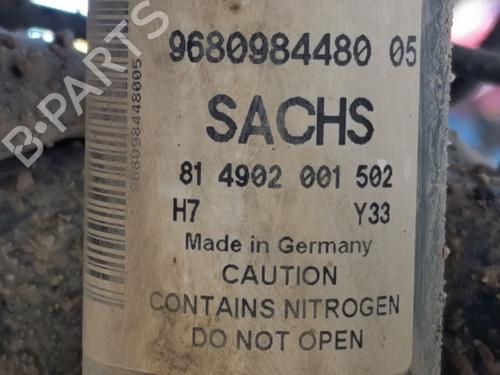 9680984480 05
SACHS
81 4902 001 502
H7 Y33
Made in Germany
CAUTION
CONTAINS NITROGEN
DO NOT OPEN
968098448005
B-PARTS